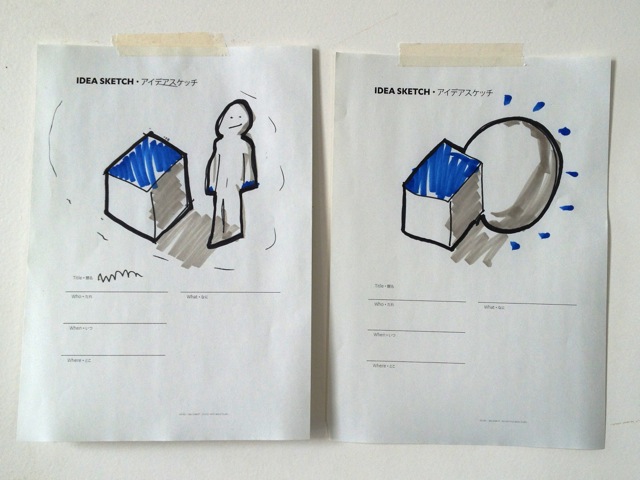 IDEA SKETCH・アイデアスケッチ
Title・題名
Who・だれ
What・なに
When・いつ
Where・どこ
IDEA SKETCH・アイデアスケッチ
Title・題名
Who・だれ
What・なに
When・いつ
Where・どこ